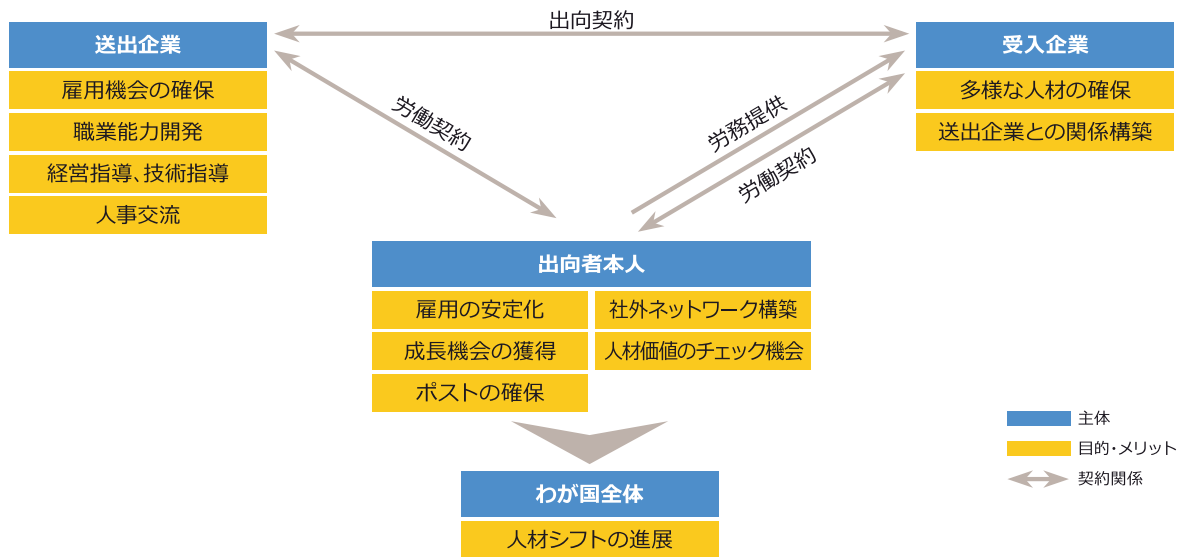 出向契約
送出企業
雇用機会の確保
職業能力開発
経営指導、技術指導
人事交流
受入企業
多様な人材の確保
送出企業との関係構築
労働契約
労務提供
労働契約
出向者本人
雇用の安定化
社外ネットワーク構築
成長機会の獲得
人材価値のチェック機会
ポストの確保
わが国全体
人材シフトの進展
主体
目的・メリット
契約関係